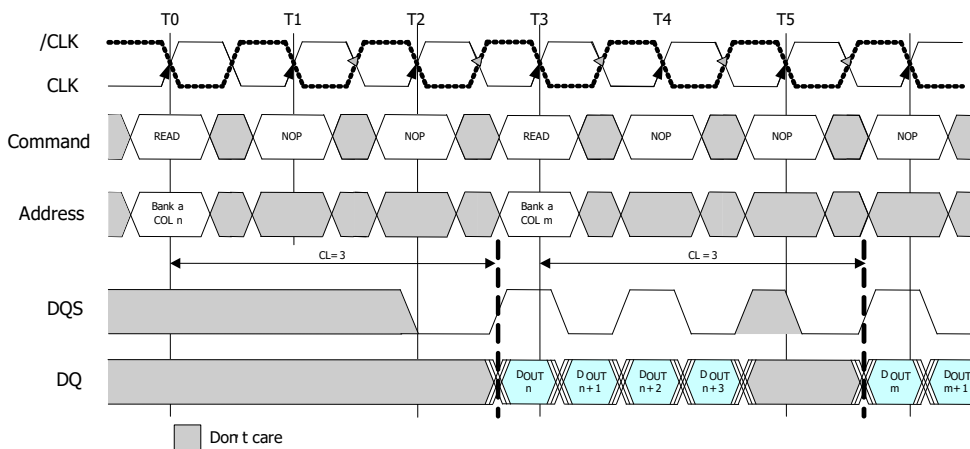 T0 T1 T2 T3 T4 T5
/CLK
CLK
Command READ NOP NOP READ NOP NOP NOP
Address Bank a COL n Bank a COL m
CL = 3 CL = 3
DQS
DQ DOUT n DOUT n+1 DOUT n+2 DOUT n+3 DOUT m DOUT m+1
Don't care